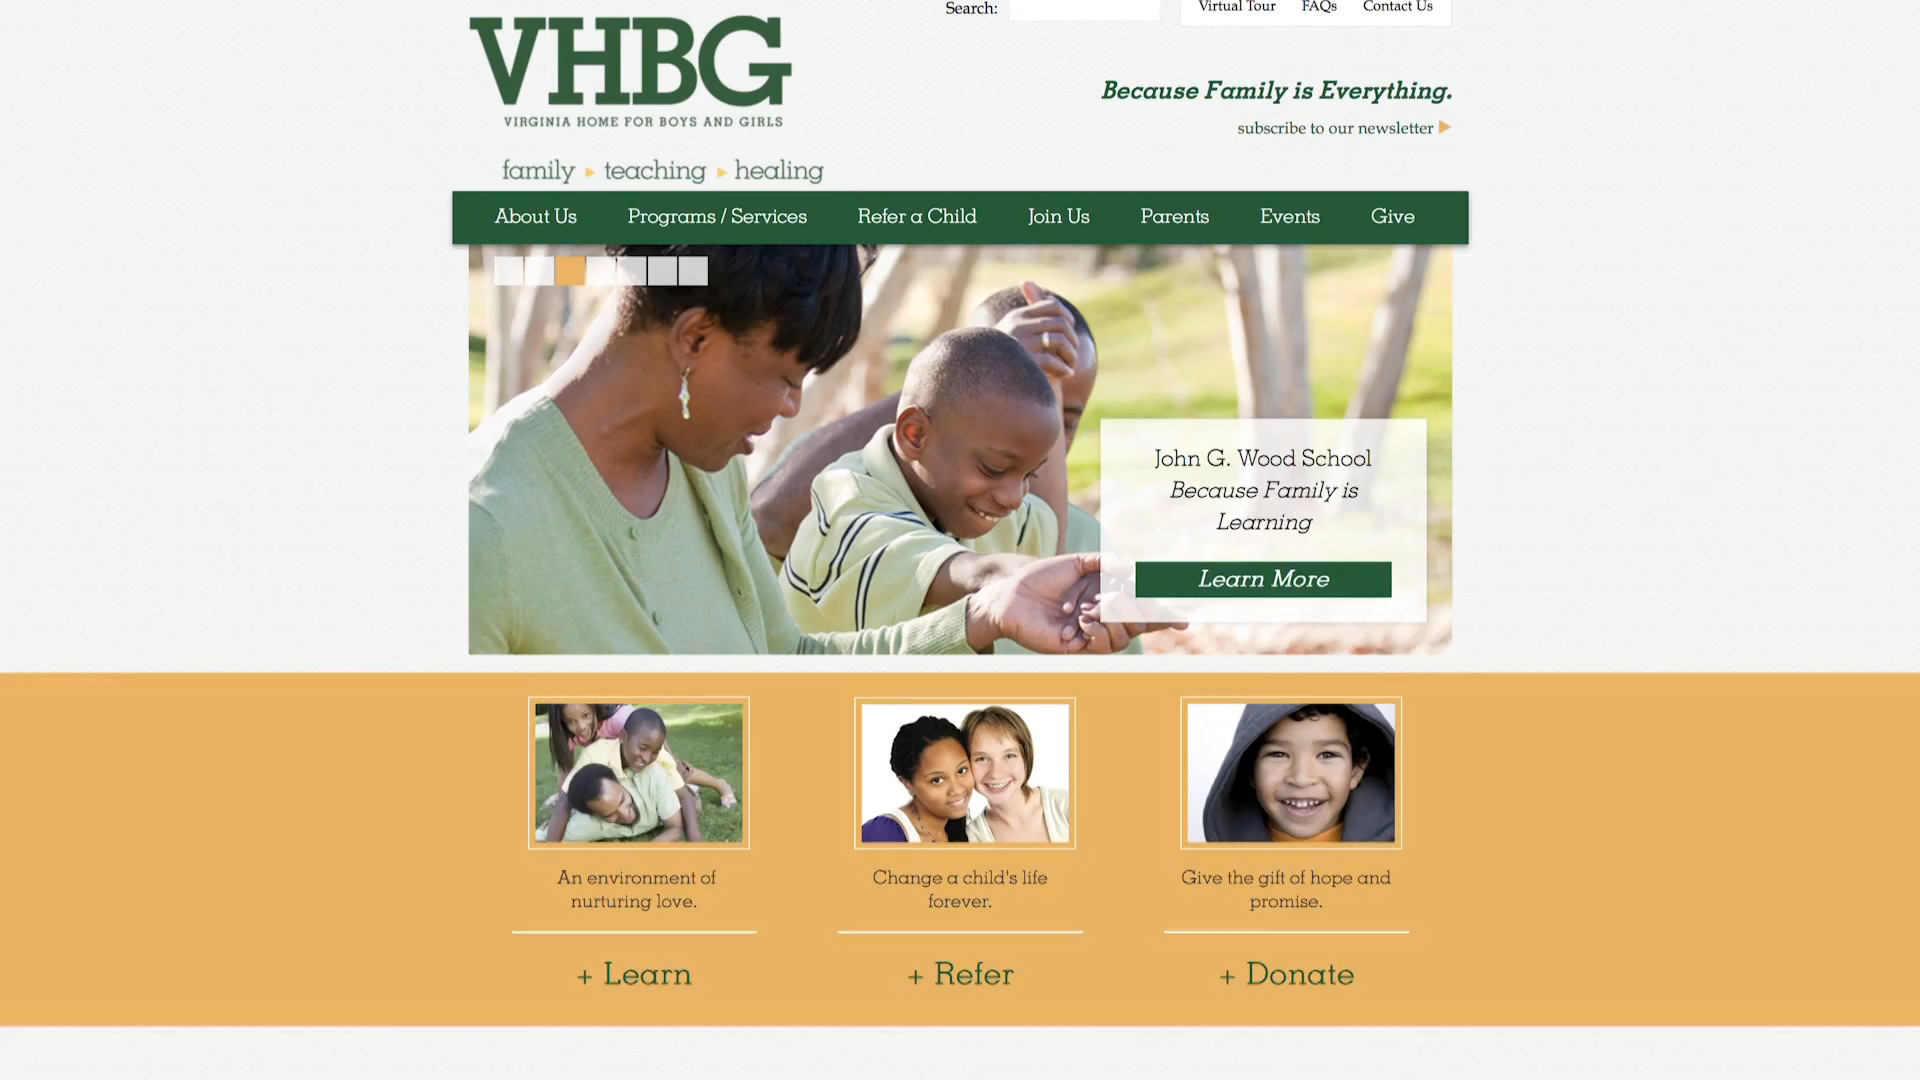 Search:
Virtual Tour FAQs Contact Us
VHBG
VIRGINIA HOME FOR BOYS AND GIRLS
family teaching healing
Because Family is Everything.
subscribe to our newsletter
About Us Programs / Services Refer a Child Join Us Parents Events Give
John G. Wood School
Because Family is
Learning
Learn More
An environment of
nurturing love.
+ Learn
Change a child's life
forever.
+ Refer
Give the gift of hope and
promise.
+ Donate